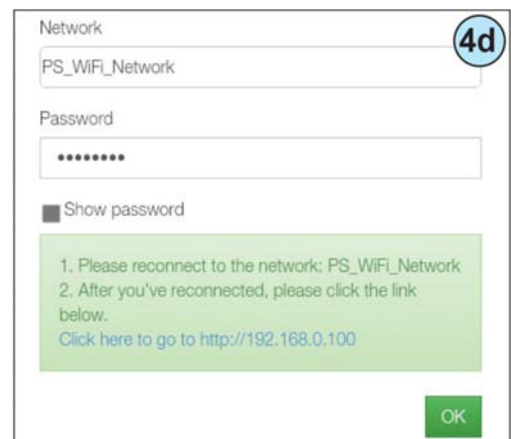 Network
4d
PS_WiFi_Network
Password
••••••••
Show password
1. Please reconnect to the network: PS_WiFi_Network
2. After you've reconnected, please click the link
below.
Click here to go to http://192.168.0.100
OK